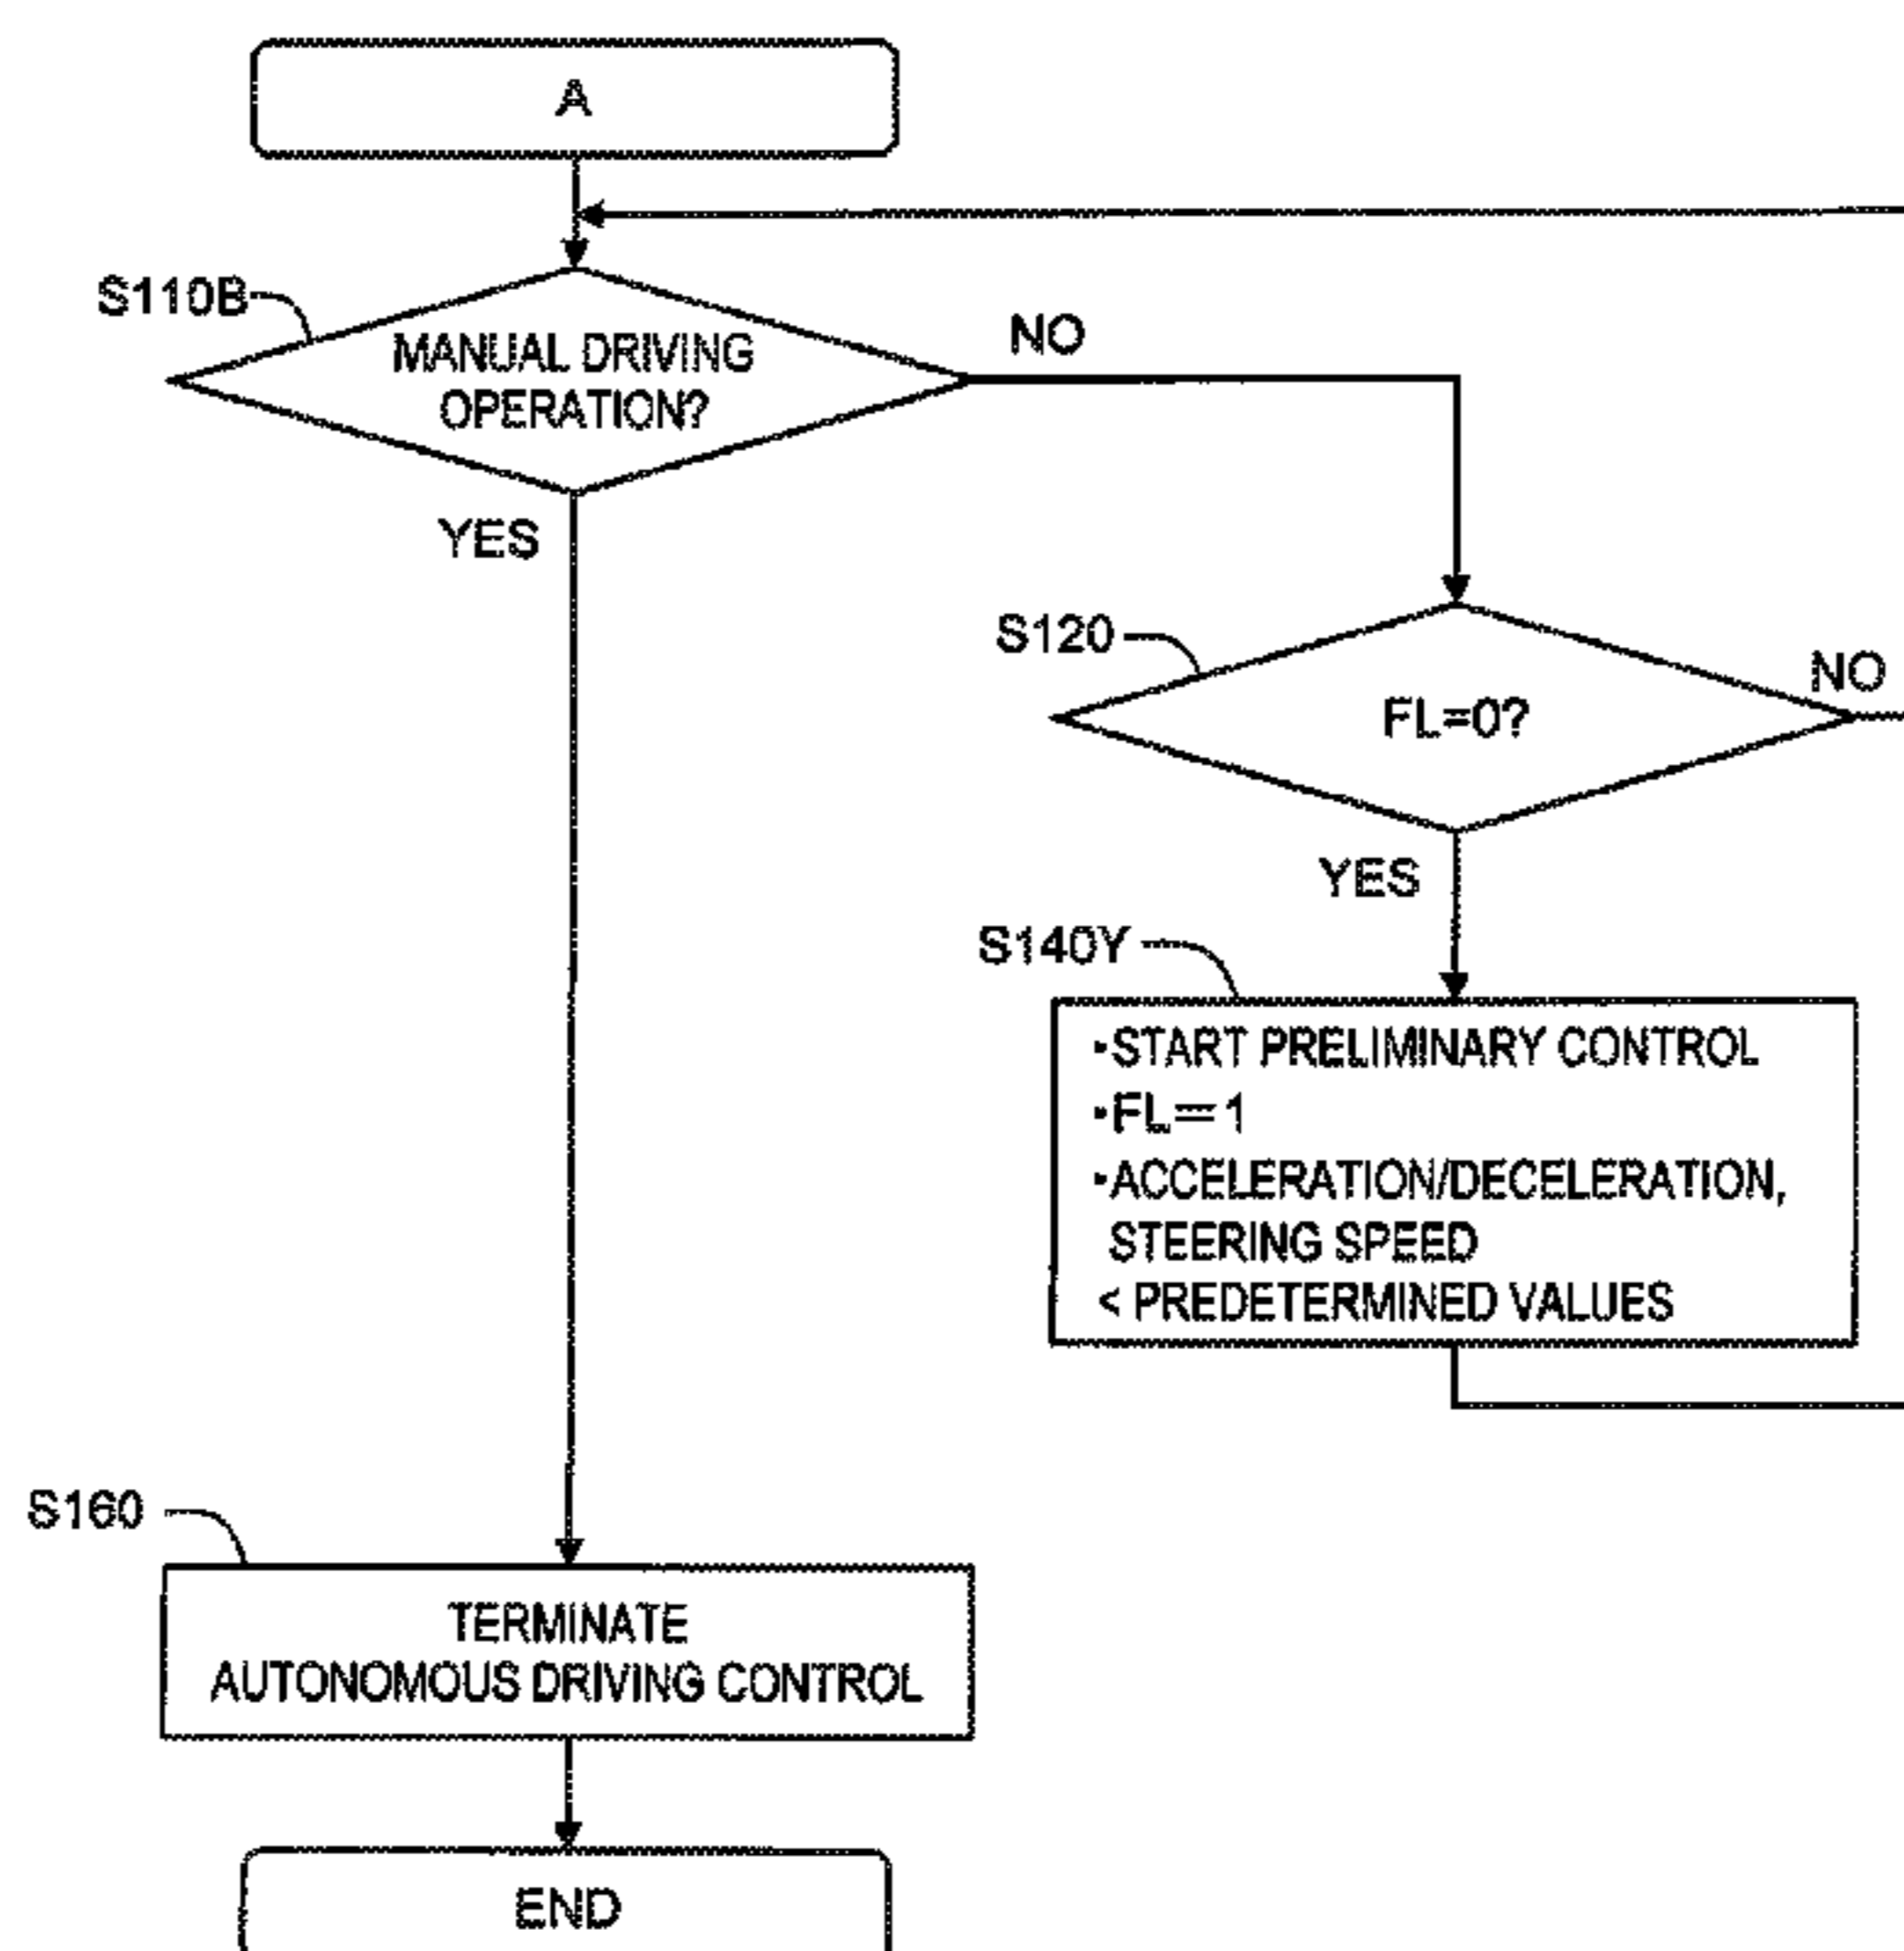 A
S110B
MANUAL DRIVING
OPERATION?
NO
YES
S120
FL=0?
NO
YES
S140Y
・START PRELIMINARY CONTROL
・FL=1
・ACCELERATION/DECELERATION,
STEERING SPEED
< PREDETERMINED VALUES
S160
TERMINATE
AUTONOMOUS DRIVING CONTROL
END